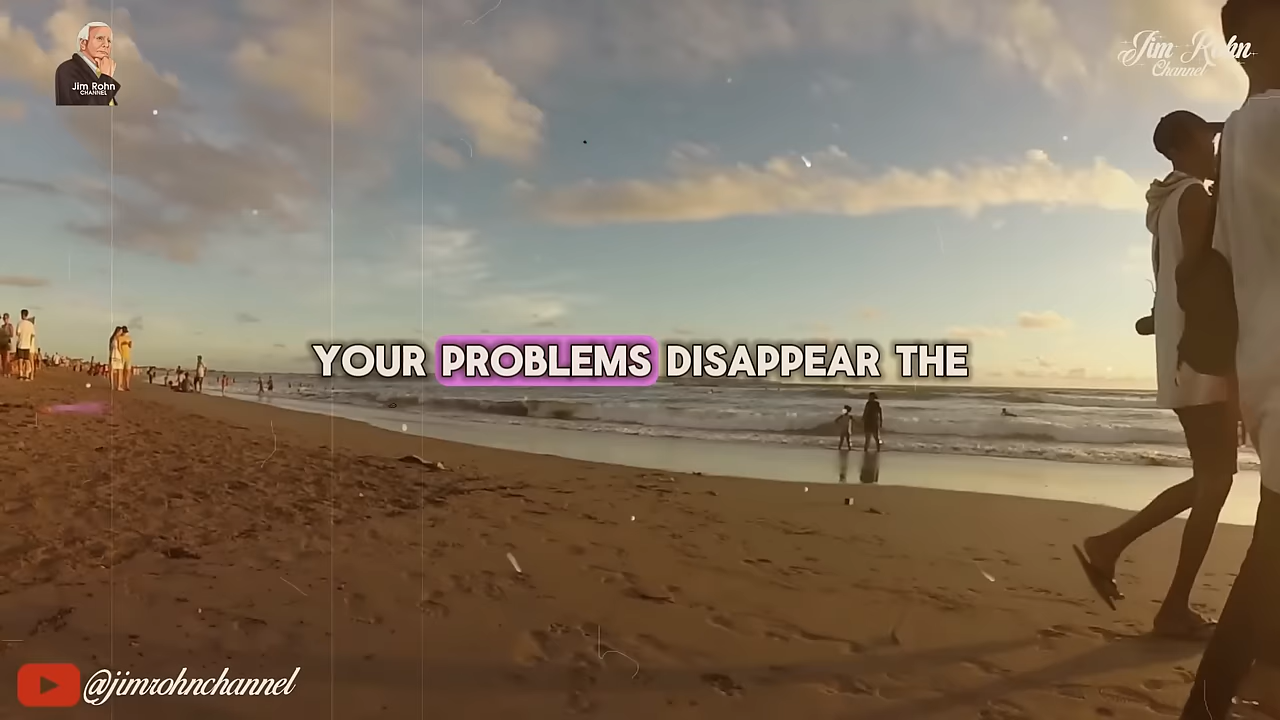 Jim Rohn
CHANNEL
Jim Rohn
Channel
YOUR PROBLEMS DISAPPEAR THE
@jimrohnchannel